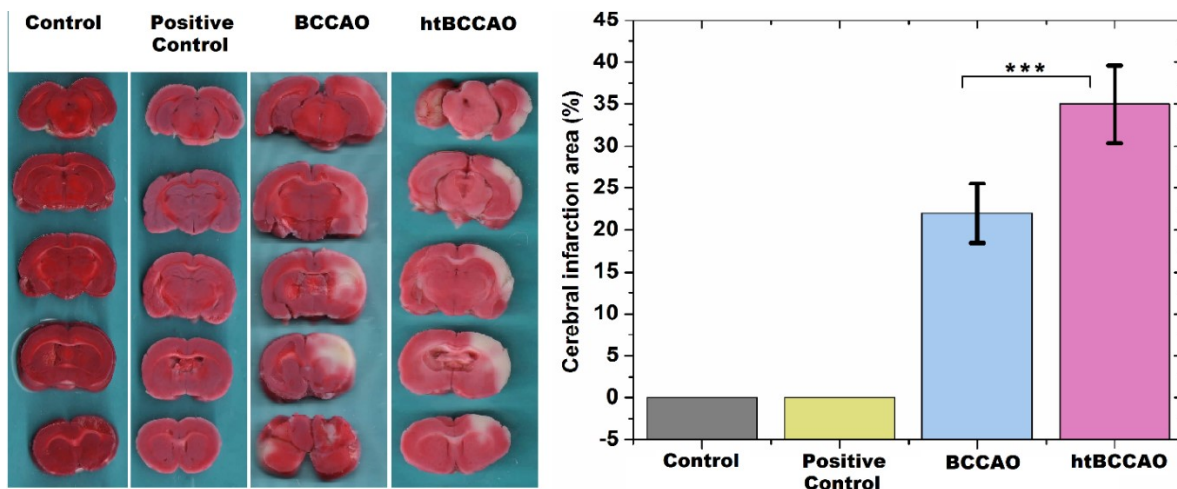 Control
Positive
Control
BCCAO
htBCCAO
Cerebral infarction area (%)
45
40
35
30
25
20
15
10
5
0
-5
***
Control
Positive
Control
BCCAO
htBCCAO